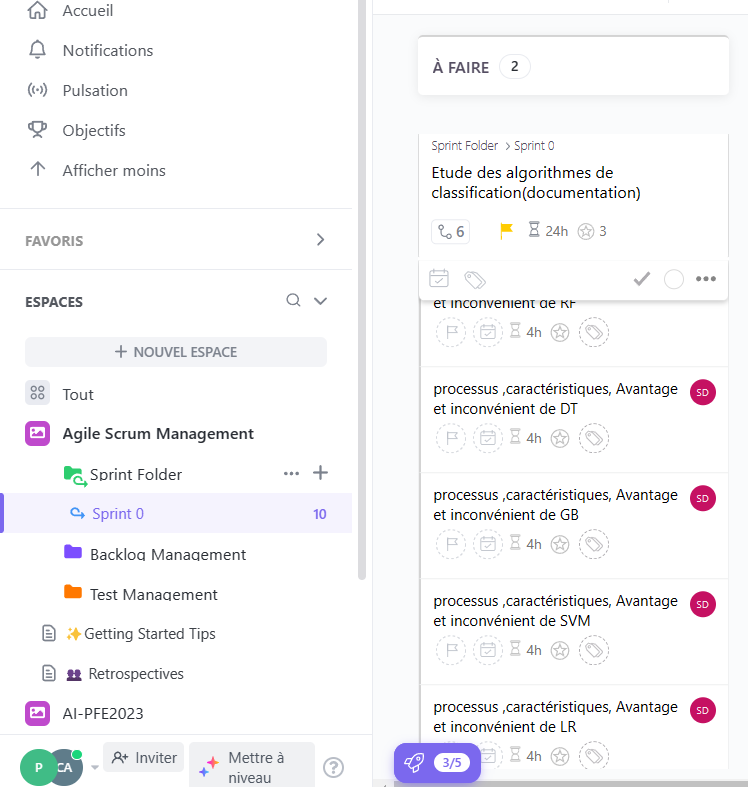 Accueil
Notifications
Pulsation
Objectifs
Afficher moins
FAVORIS
ESPACES
NOUVEL ESPACE
Tout
Agile Scrum Management
Sprint Folder
Sprint 0
10
Backlog Management
Test Management
✨Getting Started Tips
Retrospectives
AI-PFE2023
P
CA
Inviter
Mettre à
niveau
À FAIRE 2
Sprint Folder > Sprint 0
Etude des algorithmes de
classification(documentation)
6 24h 3
et inconvénient de RF
4h
processus ,caractéristiques, Avantage
et inconvénient de DT
SD
4h
processus ,caractéristiques, Avantage
et inconvénient de GB
SD
4h
processus ,caractéristiques, Avantage
et inconvénient de SVM
SD
4h
processus ,caractéristiques, Avantage
et inconvénient de LR
SD
4h
3/5